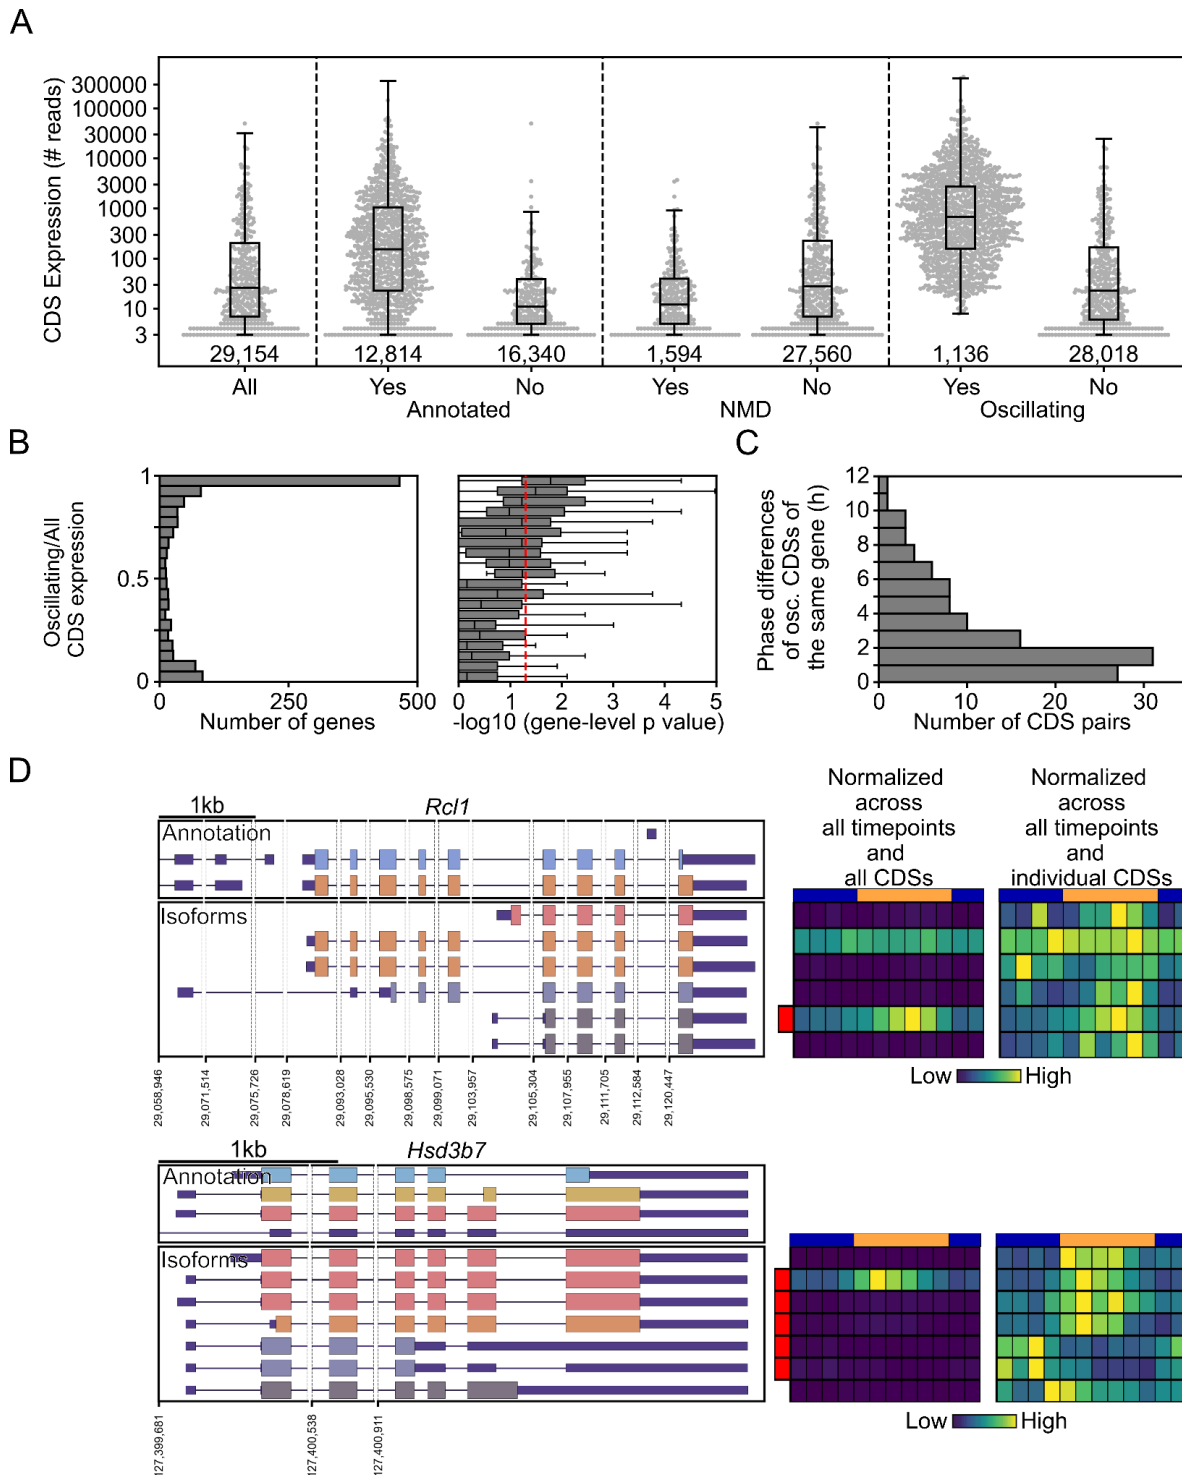 A
CDS Expression (# reads)
300000
100000
30000
10000
3000
1000
300
100
30
10
3
29,154
12,814
16,340
1,594
27,560
1,136
28,018
All
Yes
No
Yes
No
Yes
No
Annotated
NMD
Oscillating
B
Oscillating/All
CDS expression
1
0.5
0
0
250
500
Number of genes
0
1
2
3
4
5
-log10 (gene-level p value)
C
Phase differences
of osc. CDSs of
the same gene (h)
12
10
8
6
4
2
0
0
10
20
30
Number of CDS pairs
D
1kb
Rcl1
Annotation
Isoforms
29,058,946
29,071,514
29,075,726
29,078,619
29,093,028
29,095,530
29,098,575
29,099,071
29,103,957
29,105,304
29,107,955
29,111,705
29,112,584
29,120,447
Normalized
across
all timepoints
and
all CDSs
Normalized
across
all timepoints
and
individual CDSs
Low
High
1kb
Hsd3b7
Annotation
Isoforms
127,399,681
127,400,538
127,400,911
Low
High